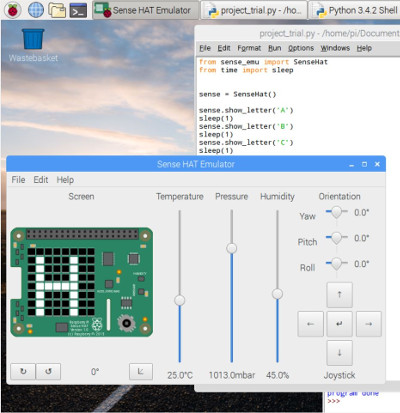 Sense HAT Emulator
project_trial.py - /ho...
Python 3.4.2 Shell
Wastebasket
project_trial.py - /home/pi/Document
File Edit Format Run Options Windows Help
from sense_emu import SenseHat
from time import sleep
sense = SenseHat()
sense.show_letter('A')
sleep(1)
sense.show_letter('B')
sleep(1)
sense.show_letter('C')
sleep(1)
Sense HAT Emulator
File Edit Help
Screen
Temperature
Pressure
Humidity
Orientation
Yaw
0.0°
Pitch
0.0°
Roll
0.0°
0°
25.0°C
1013.0mbar
45.0%
Joystick
program done
>>>